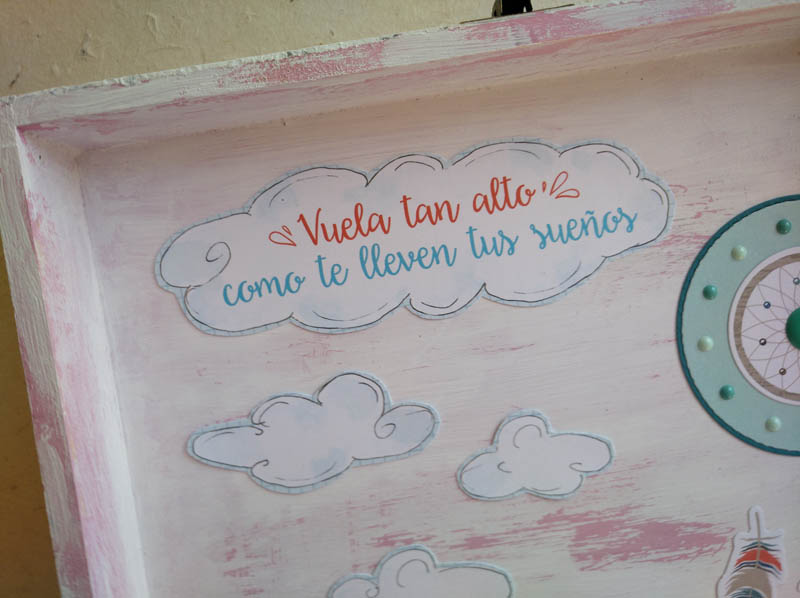 Vuela tan alto
como te lleven tus sueños